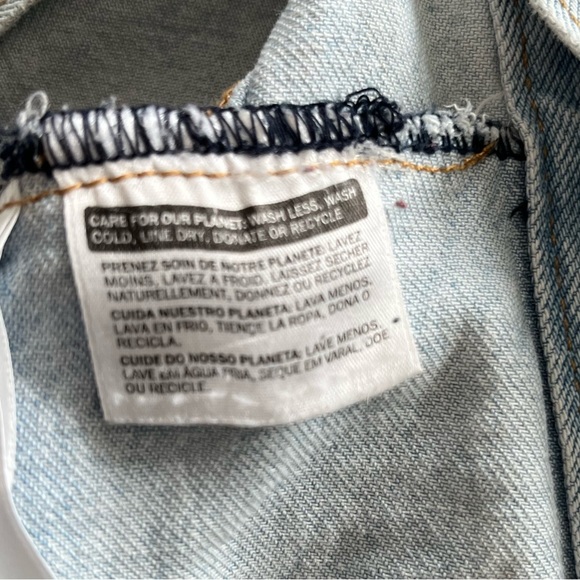 CARE FOR OUR PLANET: WASH LESS, WASH
COLD, LINE DRY, DONATE OR RECYCLE
PRENEZ SOIN DE NOTRE PLANÈTE: LAVEZ
MOINS, LAVEZ A FROID, LAISSEZ SÉCHER
NATURELLEMENT, DONNEZ OU RECYCLEZ
CUIDA NUESTRO PLANETA: LAVA MENOS,
LAVA EN FRIO, TIENDE LA ROPA, DONA O
RECICLA.
CUIDE DO NOSSO PLANETA: LAVE MENOS,
LAVE EM ÁGUA FRIA, SEQUE EM VARAL, DOE
OU RECICLE.